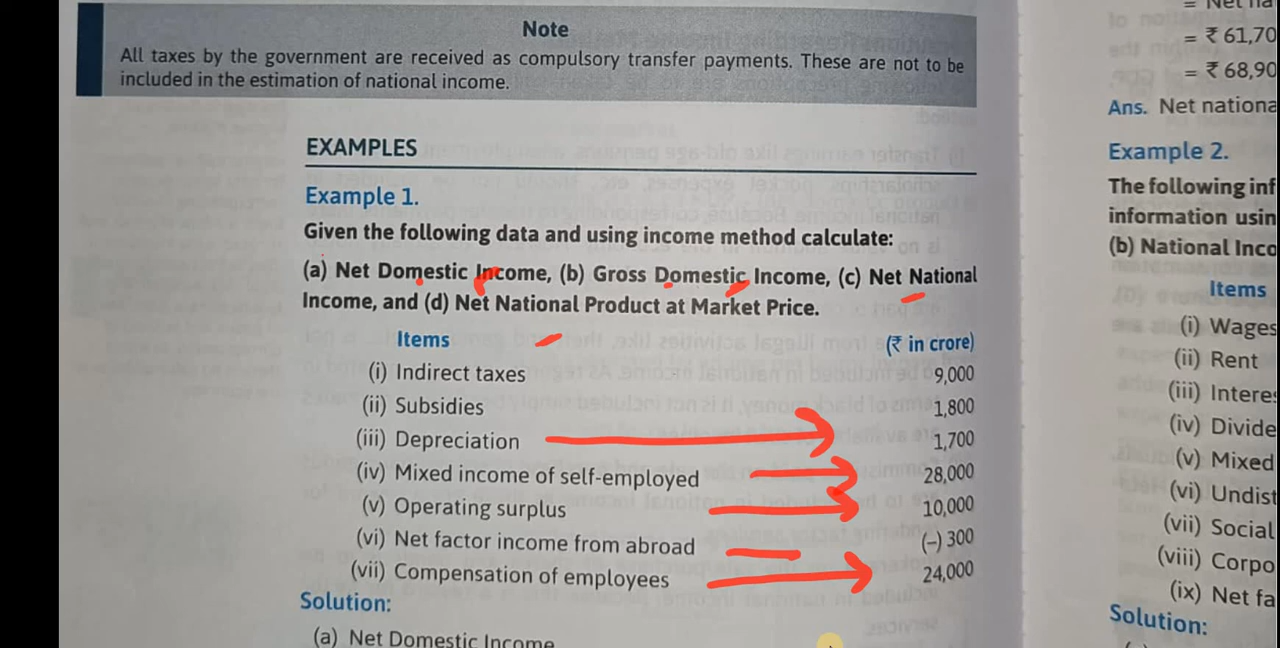 Note
All taxes by the government are received as compulsory transfer payments. These are not to be
included in the estimation of national income.
EXAMPLES
Example 1.
Given the following data and using income method calculate:
(a) Net Domestic Income, (b) Gross Domestic Income, (c) Net National
Income, and (d) Net National Product at Market Price.
Items (₹ in crore)
(i) Indirect taxes 9,000
(ii) Subsidies 1,800
(iii) Depreciation 1,700
(iv) Mixed income of self-employed 28,000
(v) Operating surplus 10,000
(vi) Net factor income from abroad (–) 300
(vii) Compensation of employees 24,000
Solution:
(a) Net Domestic Income
= ₹ 61,70
= ₹ 68,90
Ans. Net nationa
Example 2.
The following inf
information usin
(b) National Inco
Items
(i) Wages
(ii) Rent
(iii) Interes
(iv) Divide
(v) Mixed
(vi) Undist
(vii) Social
(viii) Corpo
(ix) Net fa
Solution: